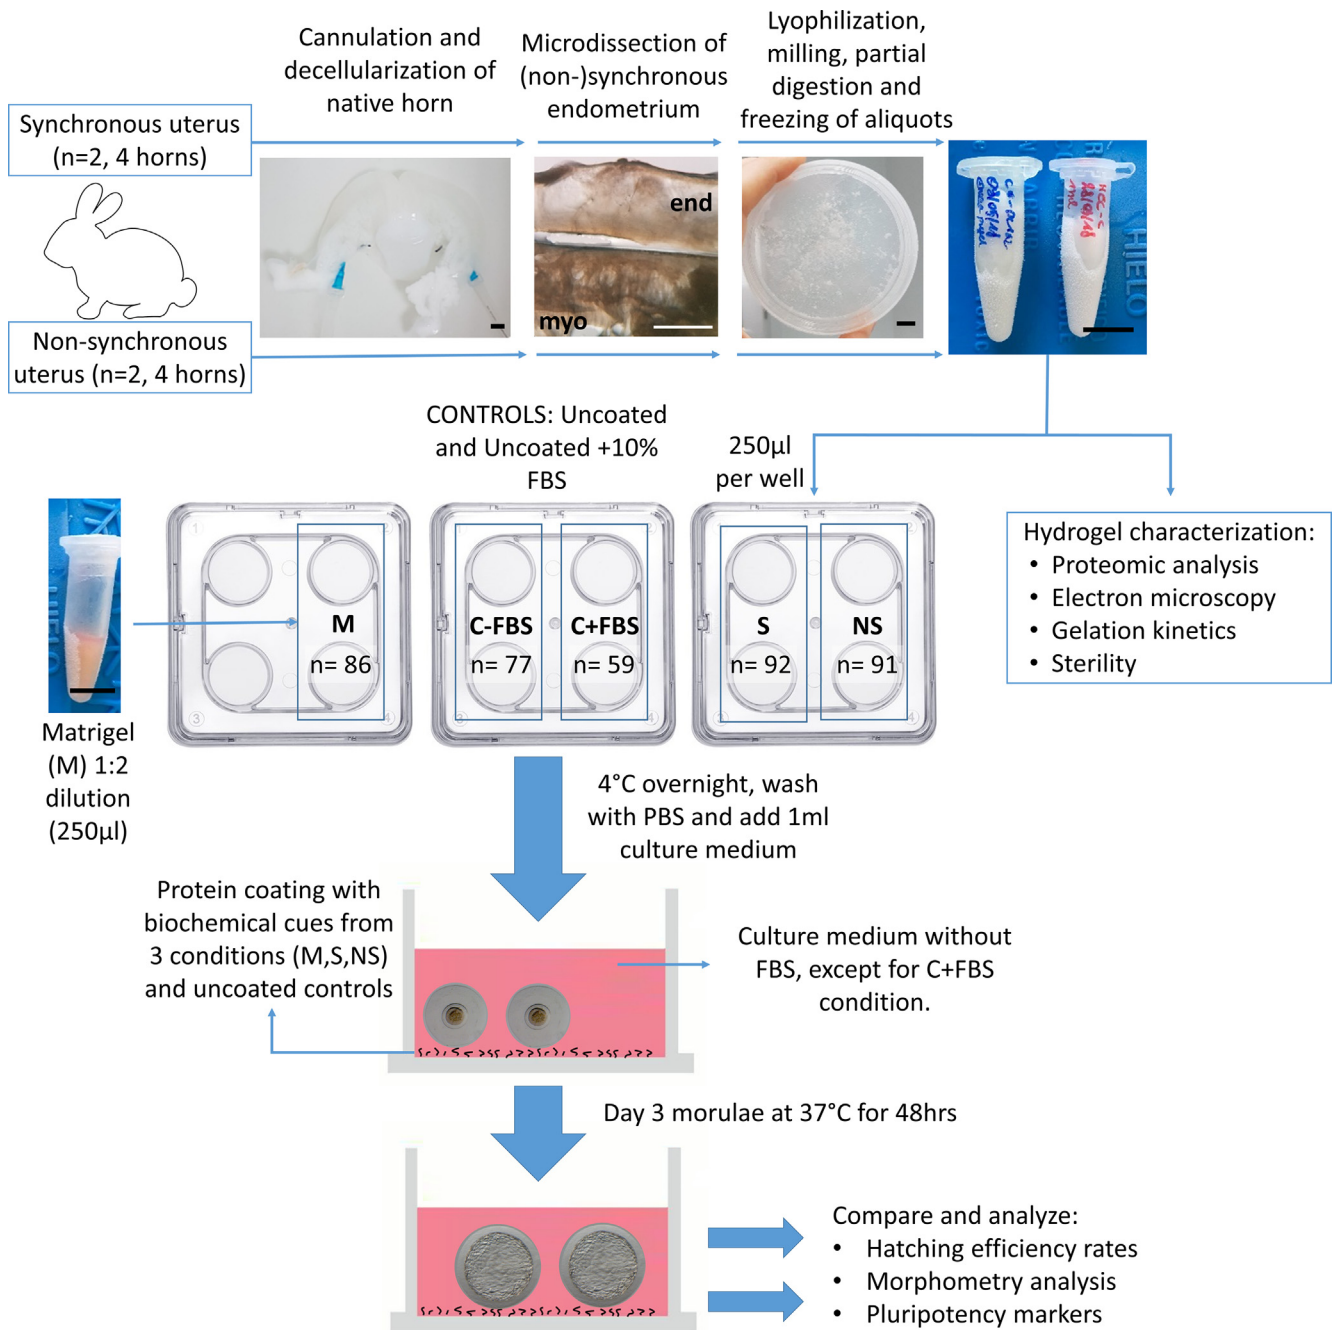 Cannulation and
decellularization of
native horn
Microdissection of
(non-)synchronous
endometrium
Lyophilization,
milling, partial
digestion and
freezing of aliquots
Synchronous uterus
(n=2, 4 horns)
end
myo
HIELO
Non-synchronous
uterus (n=2, 4 horns)
CONTROLS: Uncoated
and Uncoated +10%
FBS
250µl
per well
Hydrogel characterization:
• Proteomic analysis
• Electron microscopy
• Gelation kinetics
• Sterility
M
n= 86
C-FBS
n= 77
C+FBS
n= 59
S
n= 92
NS
n= 91
Matrigel
(M) 1:2
dilution
(250µl)
4°C overnight, wash
with PBS and add 1ml
culture medium
Protein coating with
biochemical cues from
3 conditions (M,S,NS)
and uncoated controls
Culture medium without
FBS, except for C+FBS
condition.
Day 3 morulae at 37°C for 48hrs
Compare and analyze:
• Hatching efficiency rates
• Morphometry analysis
• Pluripotency markers